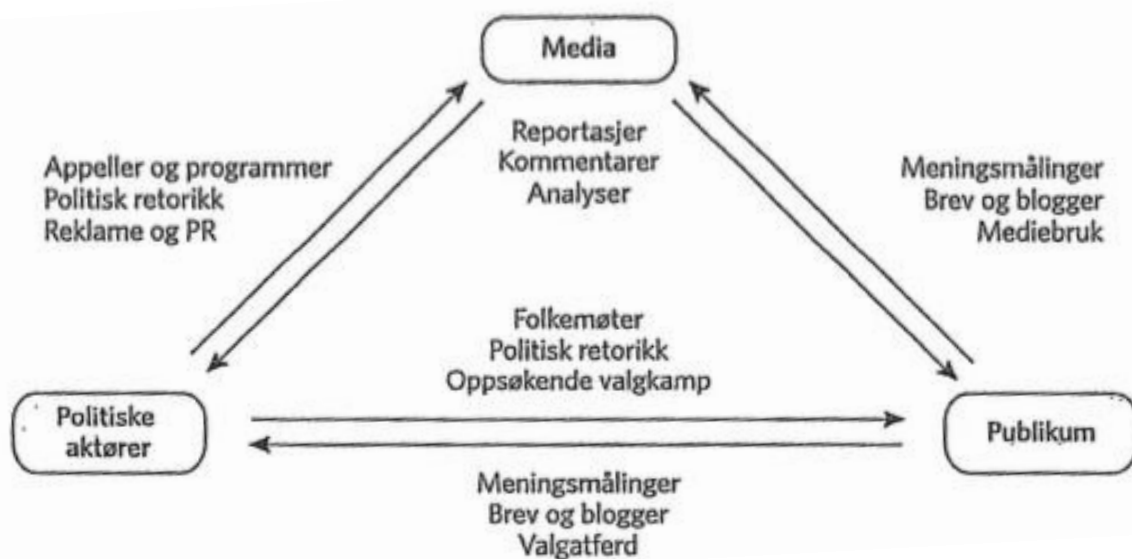 Media
Reportasjer
Kommentarer
Analyser
Appeller og programmer
Politisk retorikk
Reklame og PR
Meningsmålinger
Brev og blogger
Mediebruk
Folkemøter
Politisk retorikk
Oppsøkende valgkamp
Politiske
aktører
Publikum
Meningsmålinger
Brev og blogger
Valgatferd